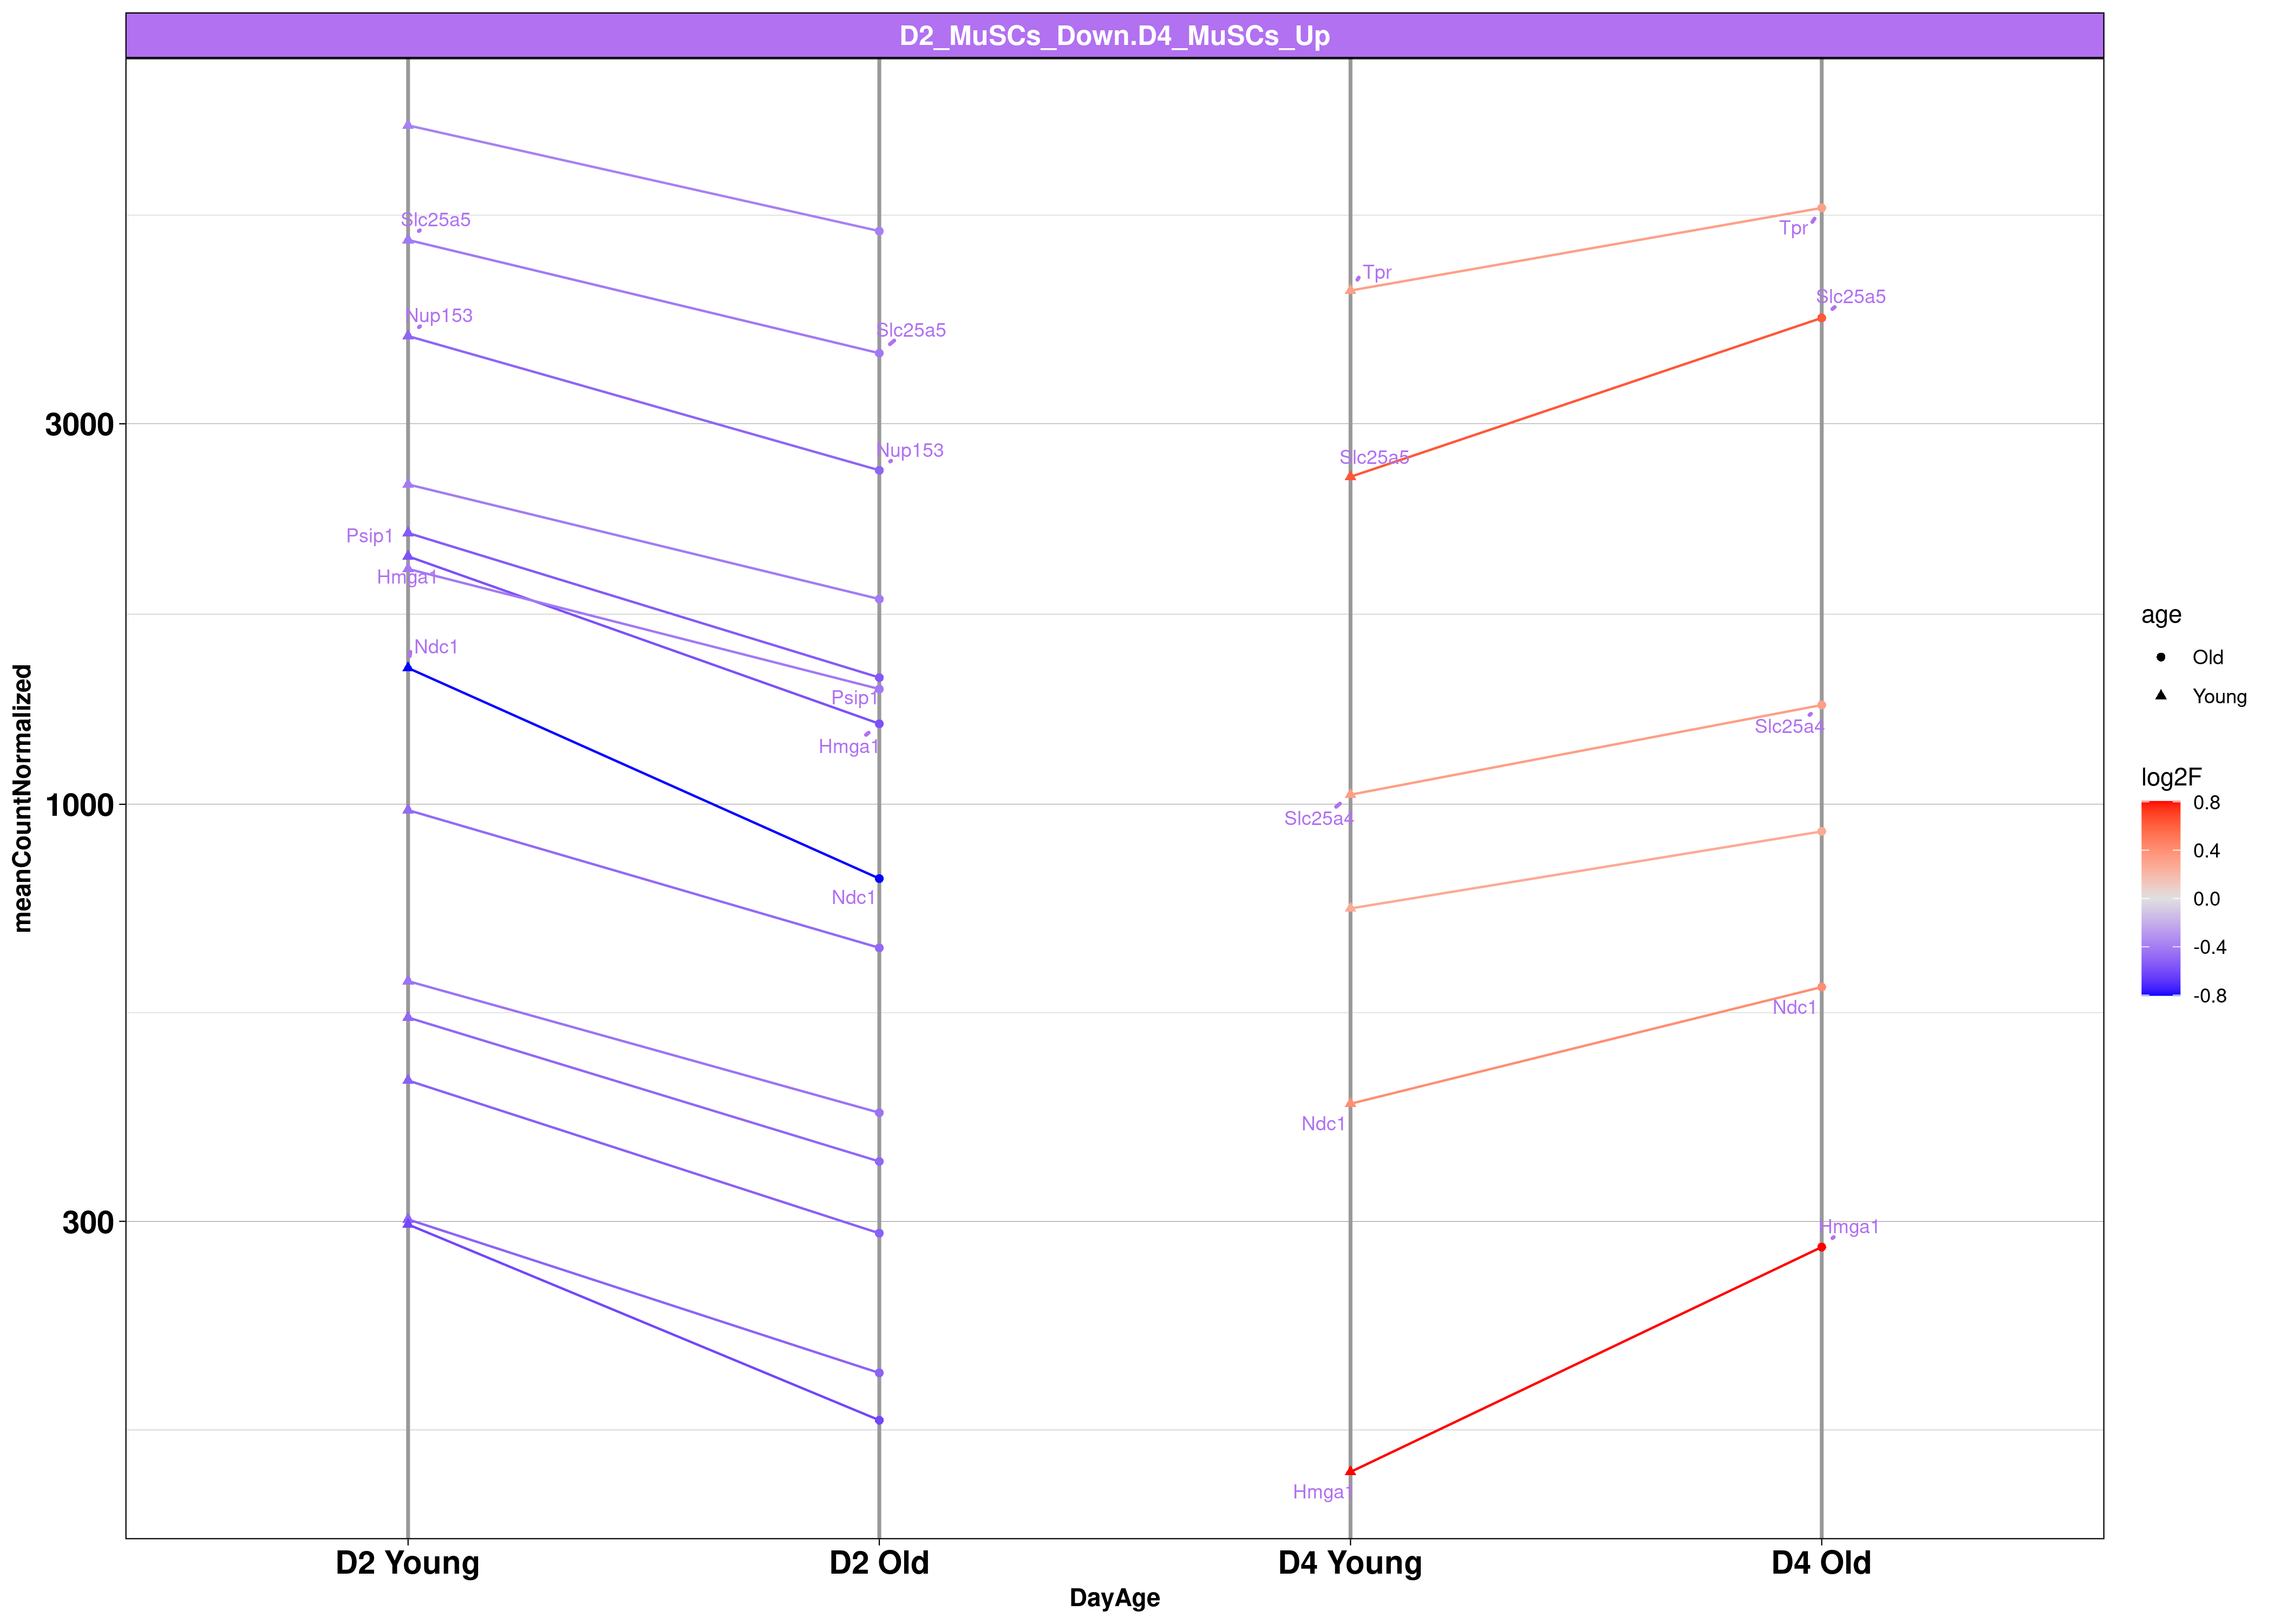 D2_MuSCs_Down.D4_MuSCs_Up
Slc25a5
Tpr
Tpr
Slc25a5
Nup153
Slc25a5
3000
Nup153
Slc25a5
Psip1
Hmga1
Ndc1
Psip1
Hmga1
Slc25a4
1000
Slc25a4
Ndc1
Ndc1
Ndc1
300
Hmga1
Hmga1
meanCountNormalized
D2 Young
D2 Old
D4 Young
D4 Old
DayAge
age
Old
Young
log2F
0.8
0.4
0.0
-0.4
-0.8